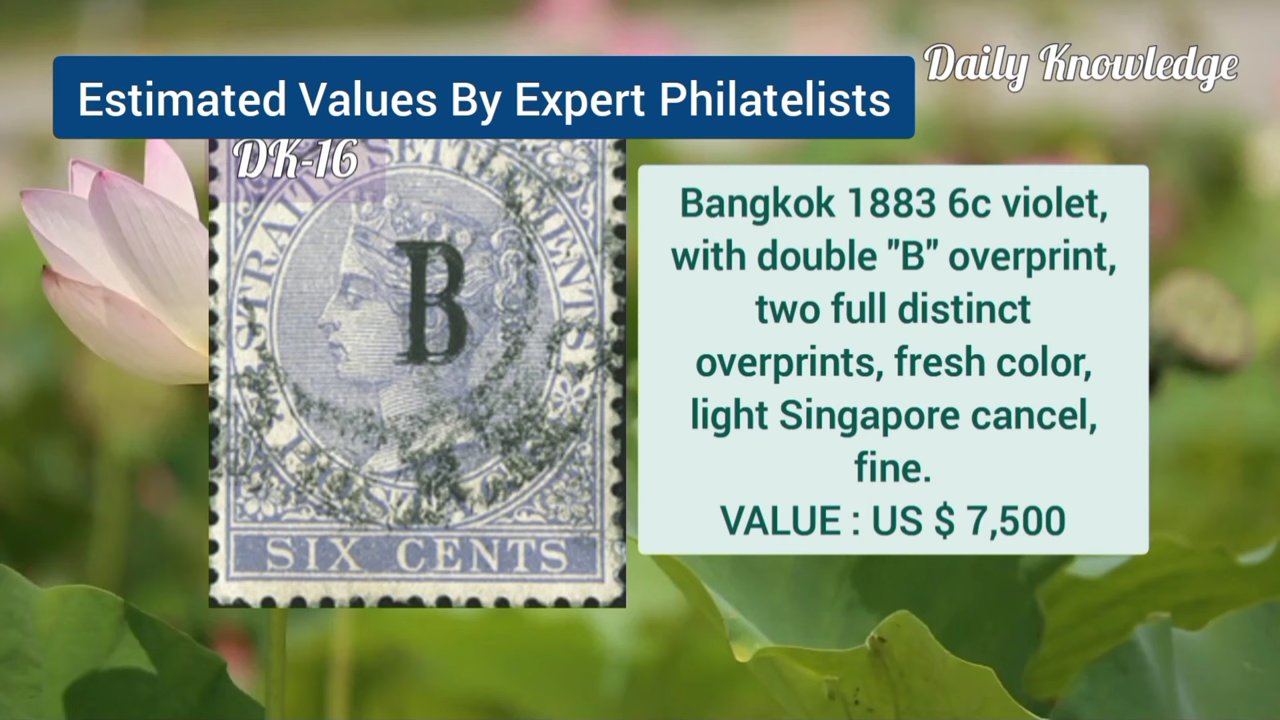 Daily Knowledge
Estimated Values By Expert Philatelists
DK-16
STRAITS SETTLEMENTS
B
SIX CENTS
Bangkok 1883 6c violet,
with double "B" overprint,
two full distinct
overprints, fresh color,
light Singapore cancel,
fine.
VALUE : US $ 7,500